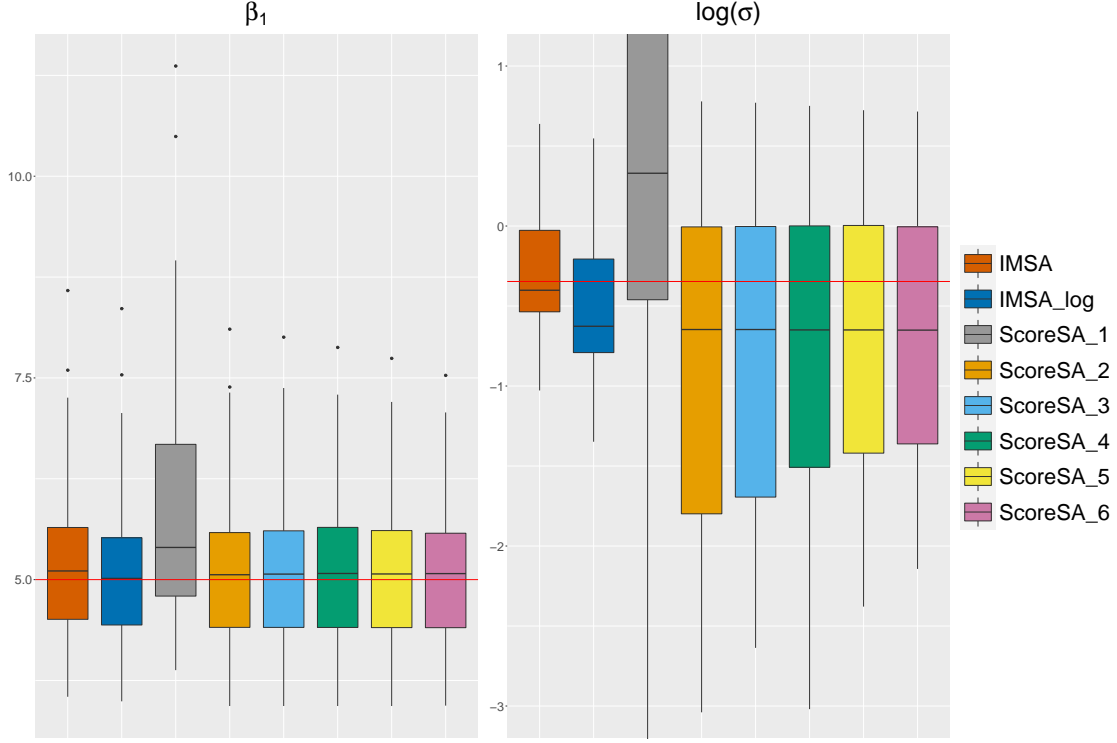 β₁
log(σ)
10.0
7.5
5.0
1
0
−1
−2
−3
IMSA
IMSA_log
ScoreSA_1
ScoreSA_2
ScoreSA_3
ScoreSA_4
ScoreSA_5
ScoreSA_6